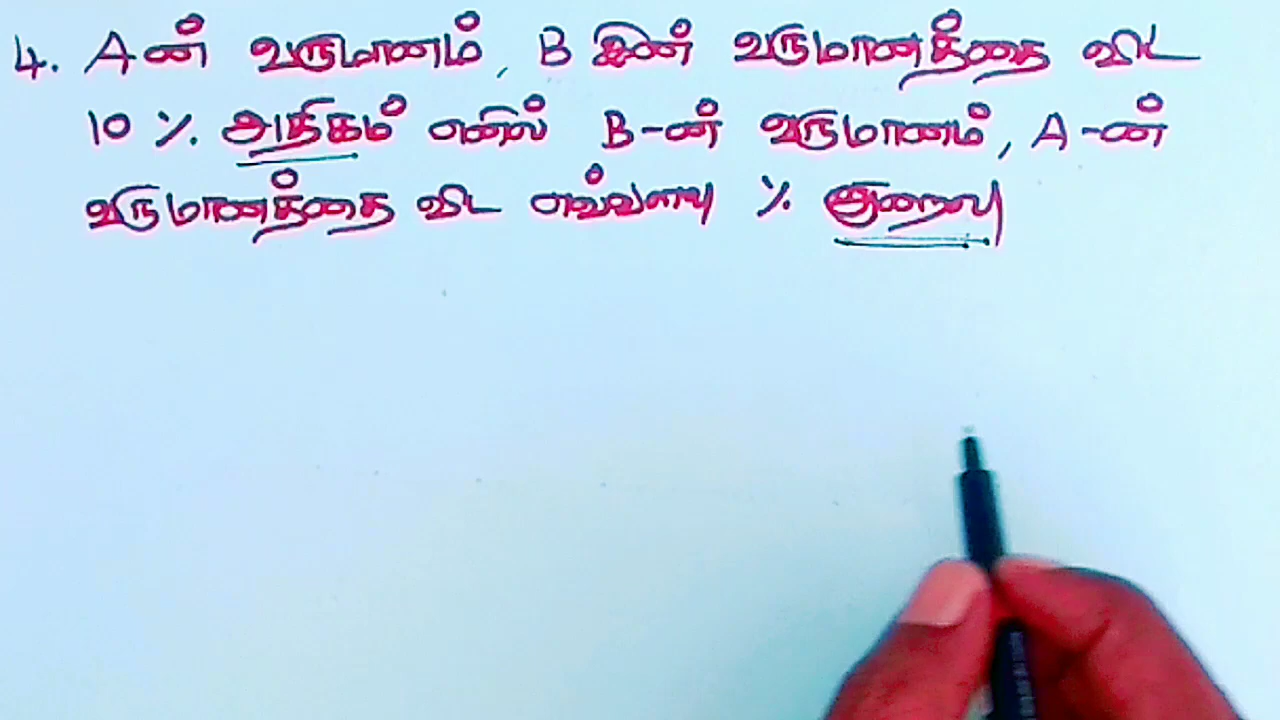 4. A ன் வருமானம், B இன் வருமானத்தை விட
10 % அதிகம் எனில் B-ன் வருமானம், A-ன்
வருமானத்தை விட எவ்வளவு % குறைவு